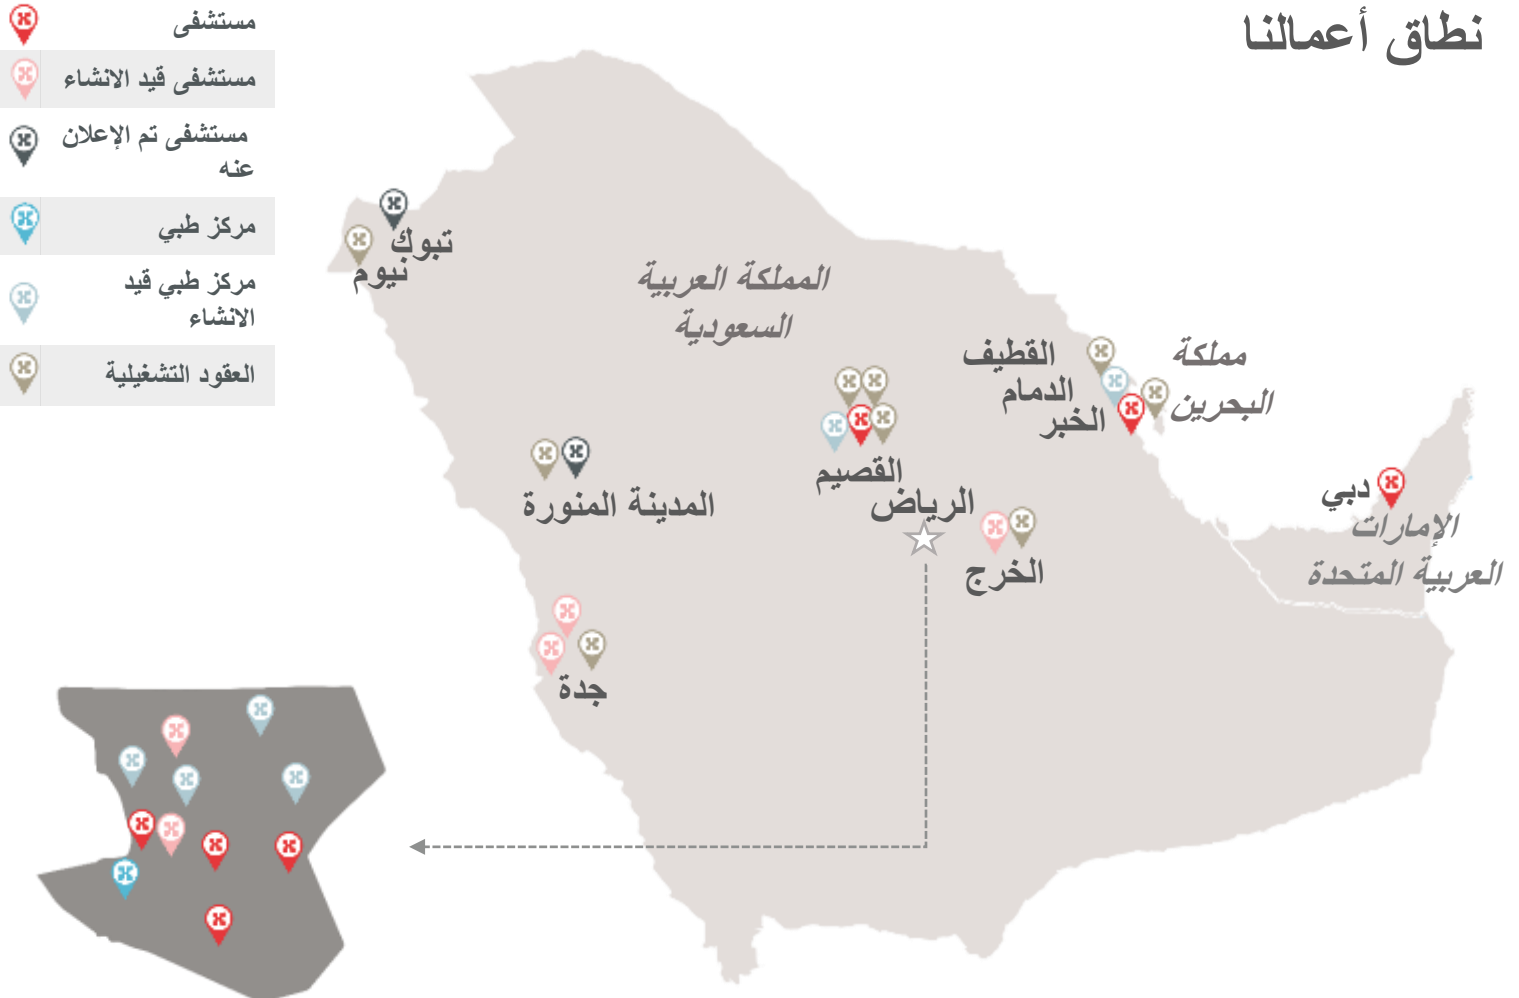 نطاق أعمالنا
مستشفى
مستشفى قيد الانشاء
مستشفى تم الإعلان
عنه
مركز طبي
مركز طبي قيد
الانشاء
العقود التشغيلية
تبوك
نيوم
المملكة العربية
السعودية
القطيف
الدمام
الخبر
مملكة
البحرين
القصيم
الرياض
الخرج
المدينة المنورة
جدة
دبي
الإمارات
العربية المتحدة